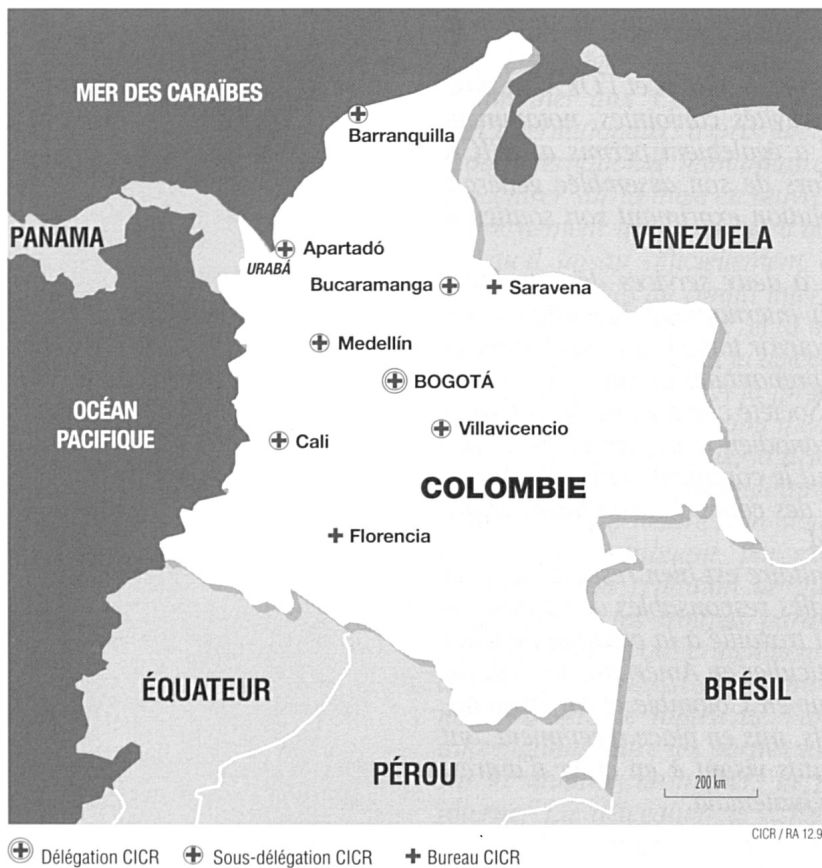 MER DES CARAÏBES
Barranquilla
PANAMA
Apartadó
URABÁ
VENEZUELA
Bucaramanga
Saravena
Medellín
BOGOTÁ
OCÉAN
PACIFIQUE
Cali
Villavicencio
COLOMBIE
Florencia
ÉQUATEUR
BRÉSIL
PÉROU
200 km
CICR / RA 12.9
Délégation CICR Sous-délégation CICR Bureau CICR